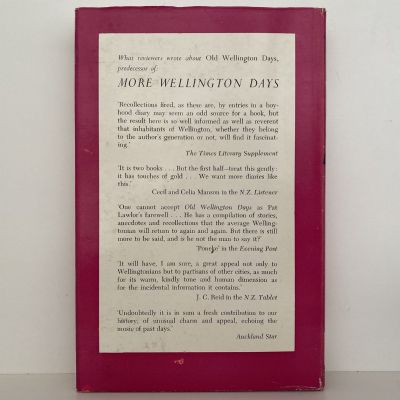 What reviewers wrote about Old Wellington Days,
predecessor of:
MORE WELLINGTON DAYS
'Recollections fired, as these are, by entries in a boy-
hood diary may seem an odd source for a book, but
the result here is so well informed as well as reverent
that inhabitants of Wellington, whether they belong
to the author's generation or not, will find it fascinat-
ing.'
The Times Literary Supplement
'It is two books . . . But the first half—treat this gently:
it has touches of gold . . . We want more diaries like
this.'
Cecil and Celia Manson in the N.Z. Listener
'One cannot accept Old Wellington Days as Pat
Lawlor's farewell . . . He has a compilation of stories,
anecdotes and recollections that the average Welling-
tonian will return to again and again. But there is still
more to be said, and is he not the man to say it?'
'Poneke' in the Evening Post
'It will have, I am sure, a great appeal not only to
Wellingtonians but to partisans of other cities, as much
for its warm, kindly tone and human dimension as
for the incidental information it contains.'
J. C. Reid in the N.Z. Tablet
'Undoubtedly it is in sum a fresh contribution to our
history; of unusual charm and appeal, echoing the
music of past days.'
Auckland Star